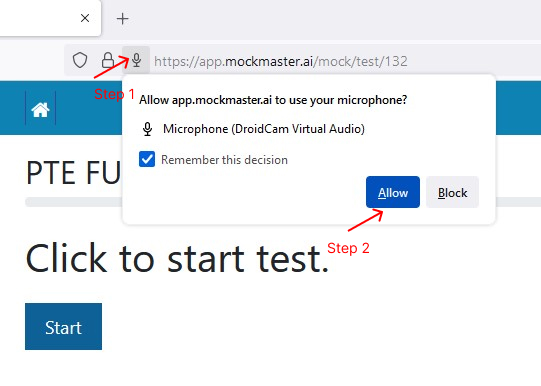 https://app.mockmaster.ai/mock/test/132
Step 1
Allow app.mockmaster.ai to use your microphone?
Microphone (DroidCam Virtual Audio)
Remember this decision
PTE FU
Allow
Block
Step 2
Click to start test.
Start